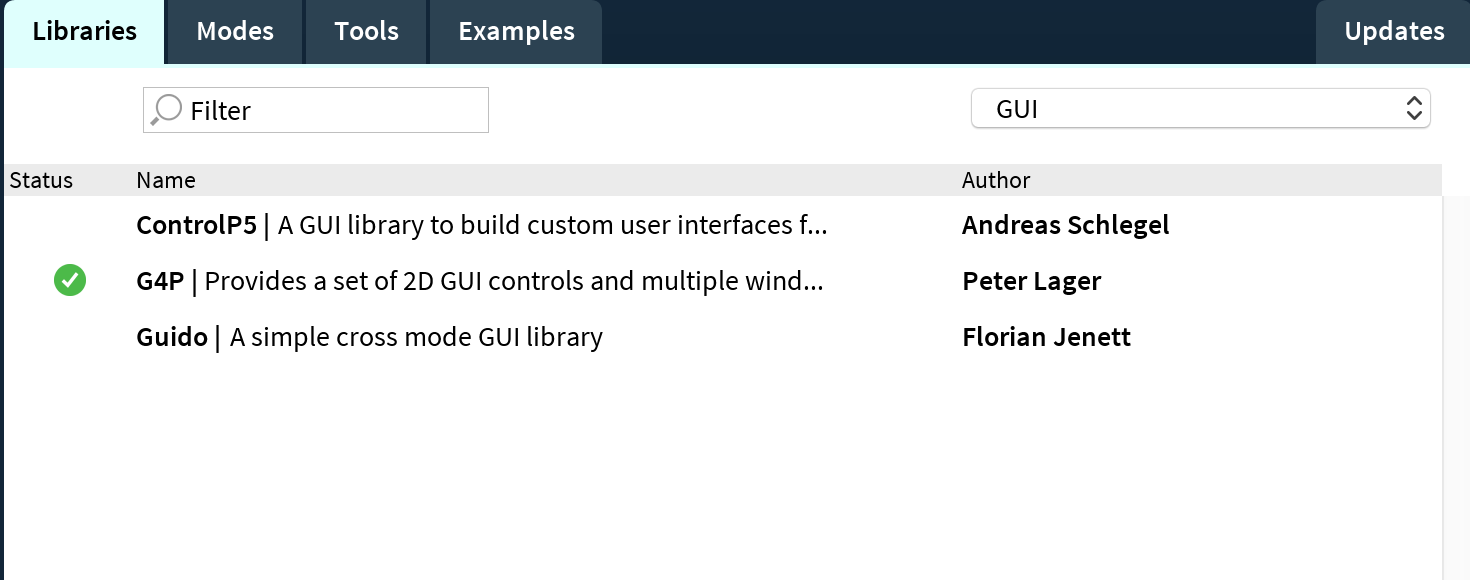 Libraries Modes Tools Examples Updates
Filter GUI
Status Name Author
ControlP5 | A GUI library to build custom user interfaces f... Andreas Schlegel
G4P | Provides a set of 2D GUI controls and multiple wind... Peter Lager
Guido | A simple cross mode GUI library Florian Jenett